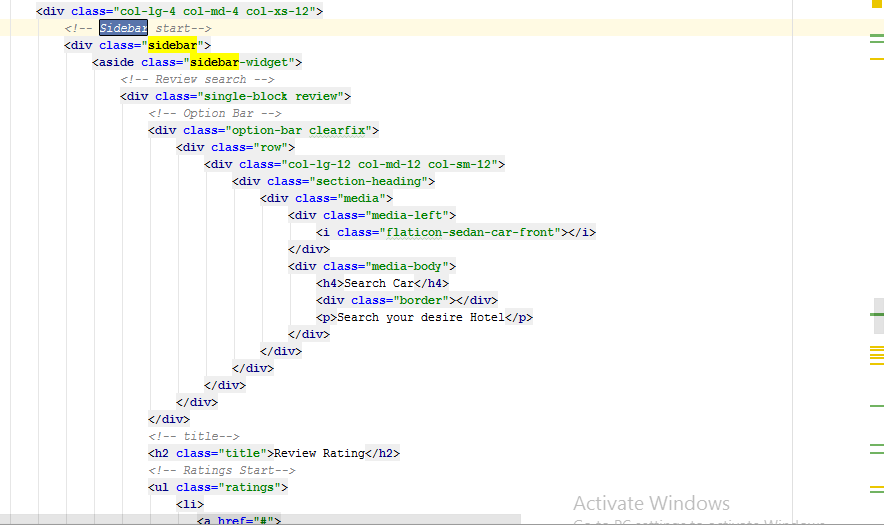 <div class="col-lg-4 col-md-4 col-xs-12">
<!-- Sidebar start-->
<div class="sidebar">
<aside class="sidebar-widget">
<!-- Review search -->
<div class="single-block review">
<!-- Option Bar -->
<div class="option-bar clearfix">
<div class="row">
<div class="col-lg-12 col-md-12 col-sm-12">
<div class="section-heading">
<div class="media">
<div class="media-left">
<i class="flaticon-sedan-car-front"></i>
</div>
<div class="media-body">
<h4>Search Car</h4>
<div class="border"></div>
<p>Search your desire Hotel</p>
</div>
</div>
</div>
</div>
</div>
</div>
<!-- title-->
<h2 class="title">Review Rating</h2>
<!-- Ratings Start-->
<ul class="ratings">
<li>
<a href="#">
Activate Windows
Go to PC settings to activate Windows